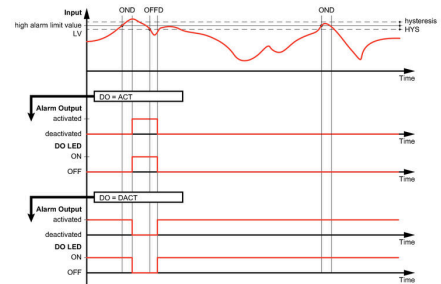 Input
OND OFFD OND
high alarm limit value
LV
hysteresis
HYS
Time
DO = ACT
Alarm Output
activated
deactivated
Time
DO LED
ON
OFF
Time
DO = DACT
Alarm Output
activated
deactivated
Time
DO LED
ON
OFF
Time